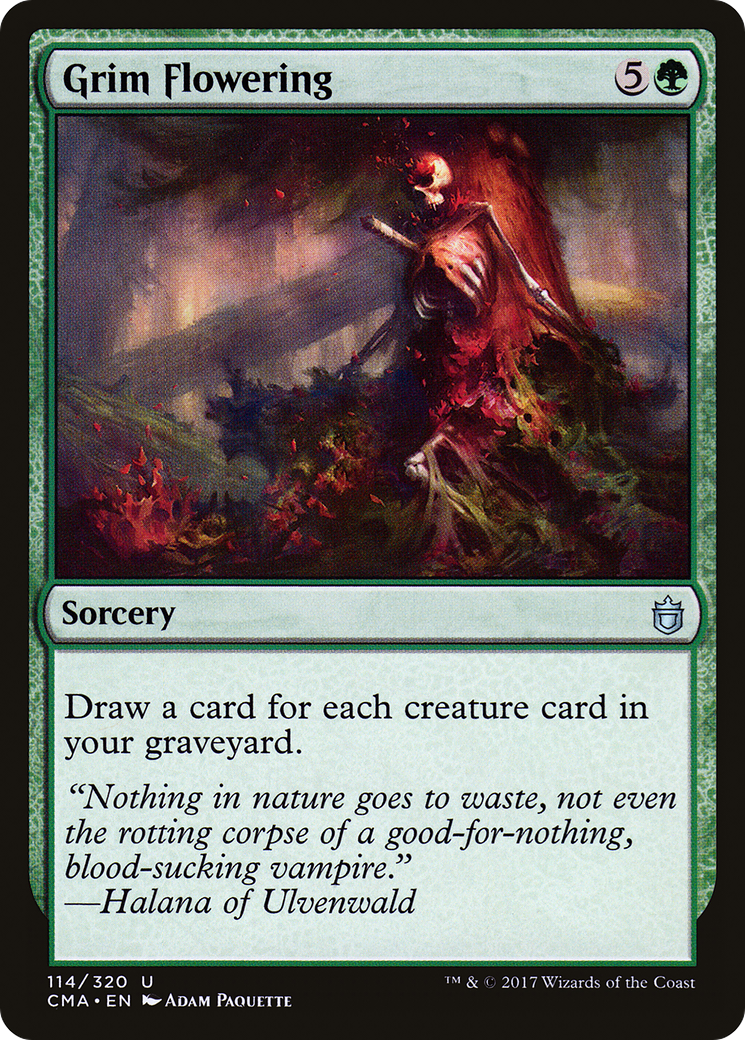 Grim Flowering 5
Sorcery
Draw a card for each creature card in
your graveyard.
“Nothing in nature goes to waste, not even
the rotting corpse of a good-for-nothing,
blood-sucking vampire.”
—Halana of Ulvenwald
114/320 U
™ & © 2017 Wizards of the Coast
CMA • EN Adam Paquette